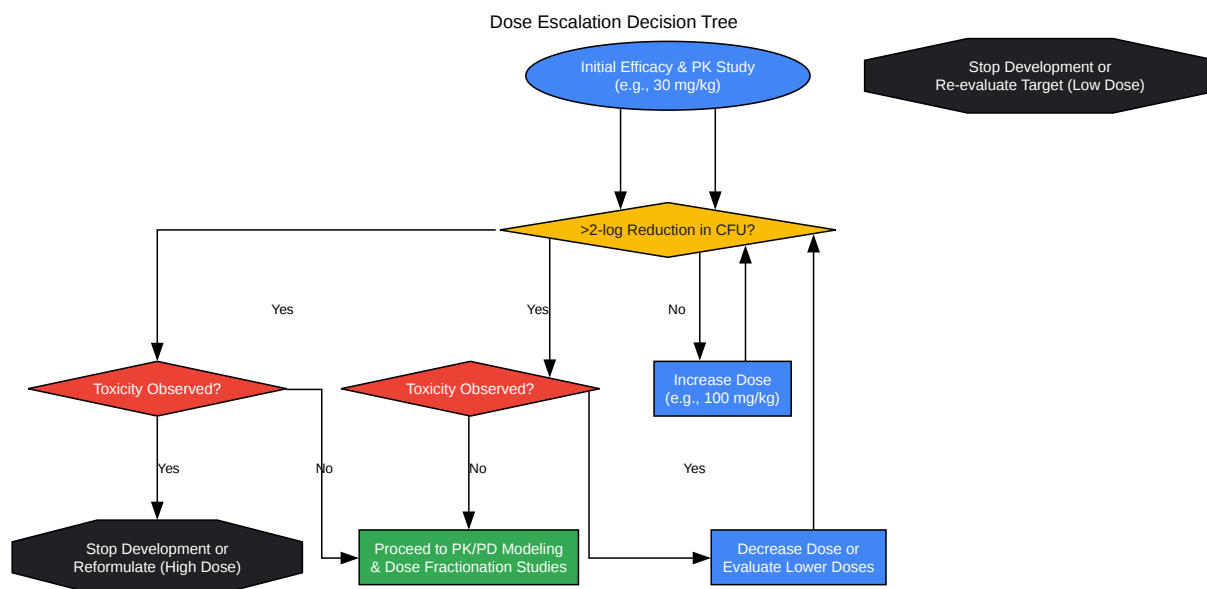 Dose Escalation Decision Tree
Initial Efficacy & PK Study
(e.g., 30 mg/kg)
Stop Development or
Re-evaluate Target (Low Dose)
>2-log Reduction in CFU?
Yes
Yes
No
Toxicity Observed?
Toxicity Observed?
Increase Dose
(e.g., 100 mg/kg)
Yes
No
No
Yes
Stop Development or
Reformulate (High Dose)
Proceed to PK/PD Modeling
& Dose Fractionation Studies
Decrease Dose or
Evaluate Lower Doses